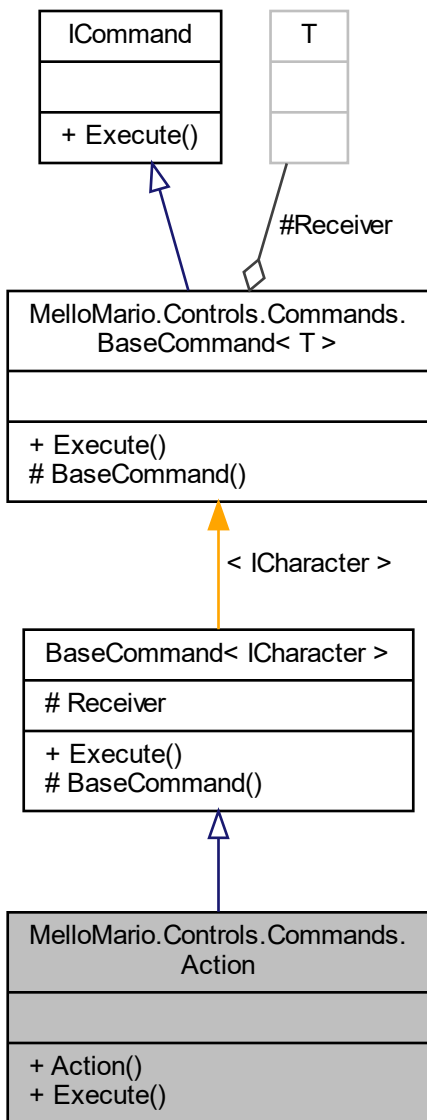 ICommand
+ Execute()
T
#Receiver
MelloMario.Controls.Commands.
BaseCommand< T >
+ Execute()
# BaseCommand()
< ICharacter >
BaseCommand< ICharacter >
# Receiver
+ Execute()
# BaseCommand()
MelloMario.Controls.Commands.
Action
+ Action()
+ Execute()